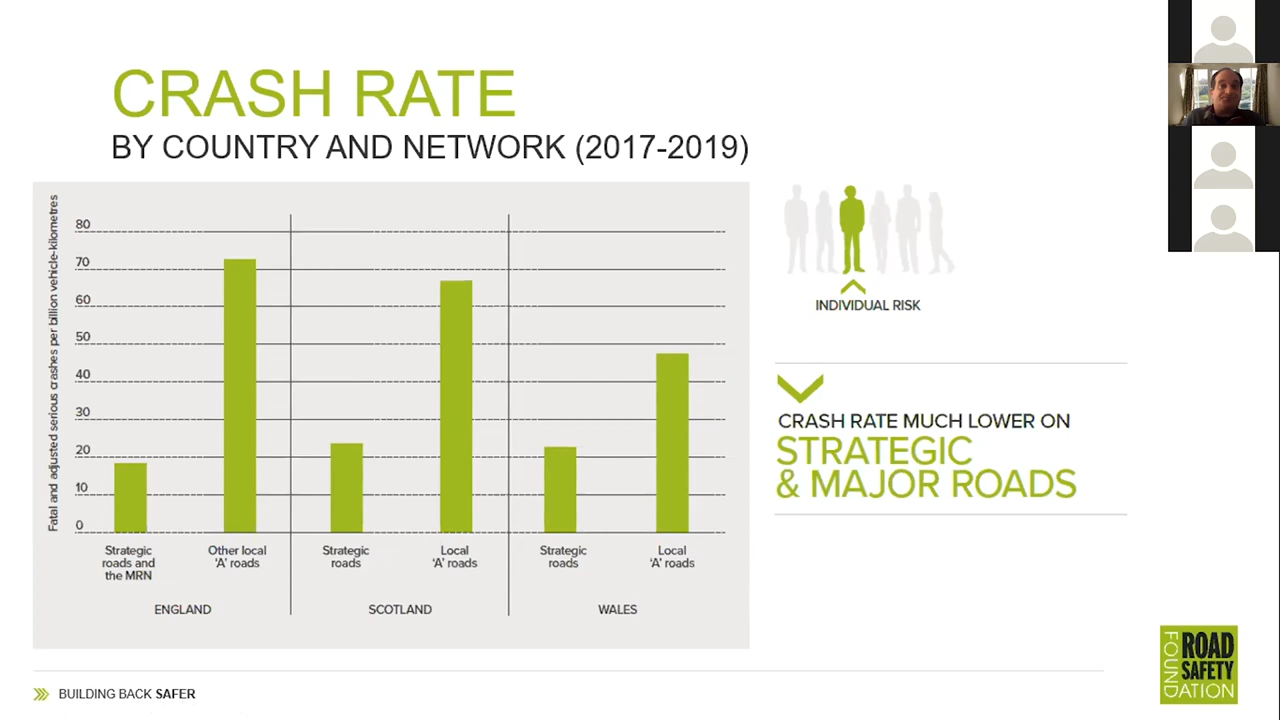 CRASH RATE
BY COUNTRY AND NETWORK (2017-2019)
Fatal and adjusted serious crashes per billion vehicle-kilometres
80
70
60
50
40
30
20
10
0
Strategic
roads and
the MRN
Other local
‘A’ roads
Strategic
roads
Local
‘A’ roads
Strategic
roads
Local
‘A’ roads
ENGLAND
SCOTLAND
WALES
INDIVIDUAL RISK
CRASH RATE MUCH LOWER ON
STRATEGIC
& MAJOR ROADS
BUILDING BACK SAFER
ROAD
SAFETY
FOUNDATION